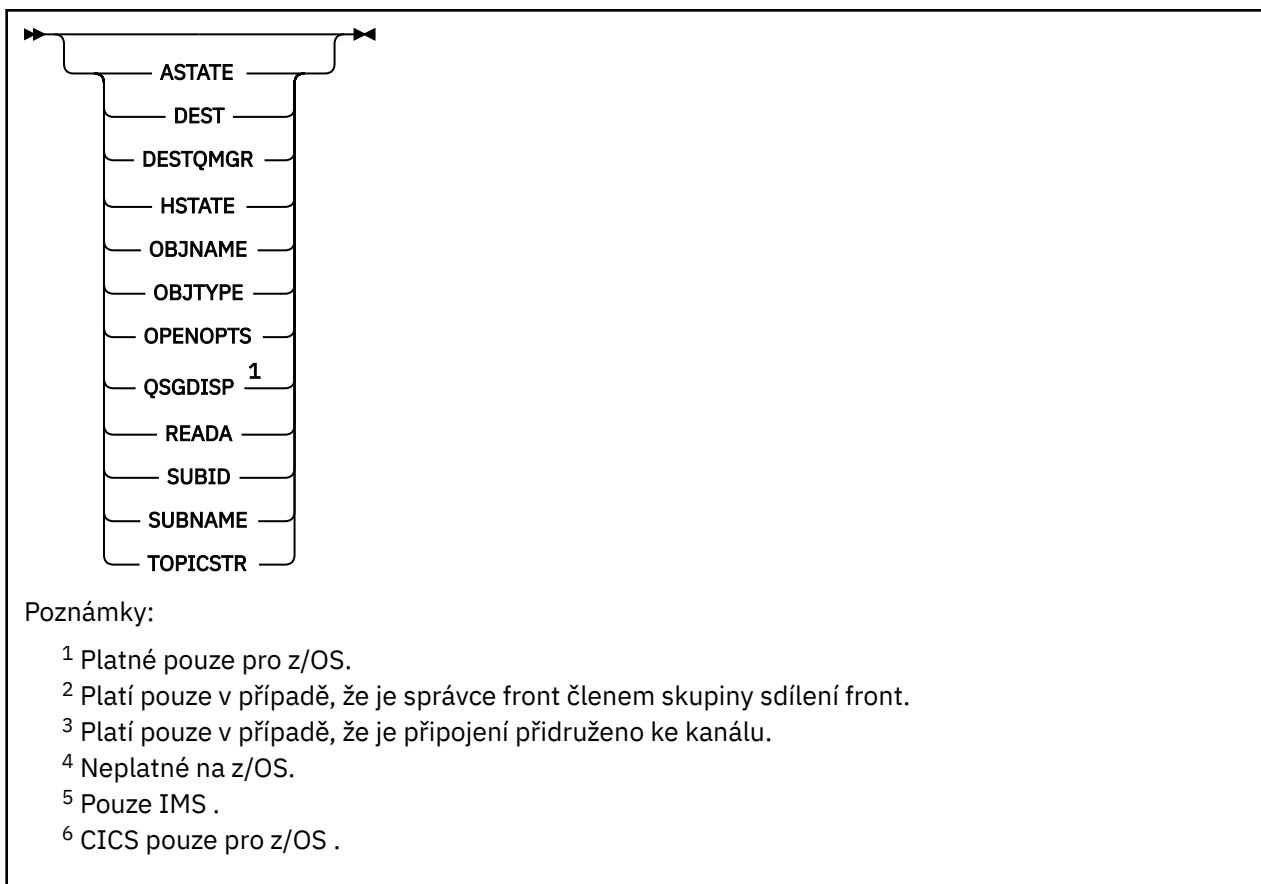 ASTATE
DEST
DESTQMGR
HSTATE
OBJNAME
OBJTYPE
OPENOPTS
QSGDISP 1
READA
SUBID
SUBNAME
TOPICSTR
Poznámky:
1 Platné pouze pro z/OS.
2 Platí pouze v případě, že je správce front členem skupiny sdílení front.
3 Platí pouze v případě, že je připojení přidruženo ke kanálu.
4 Neplatné na z/OS.
5 Pouze IMS .
6 CICS pouze pro z/OS .